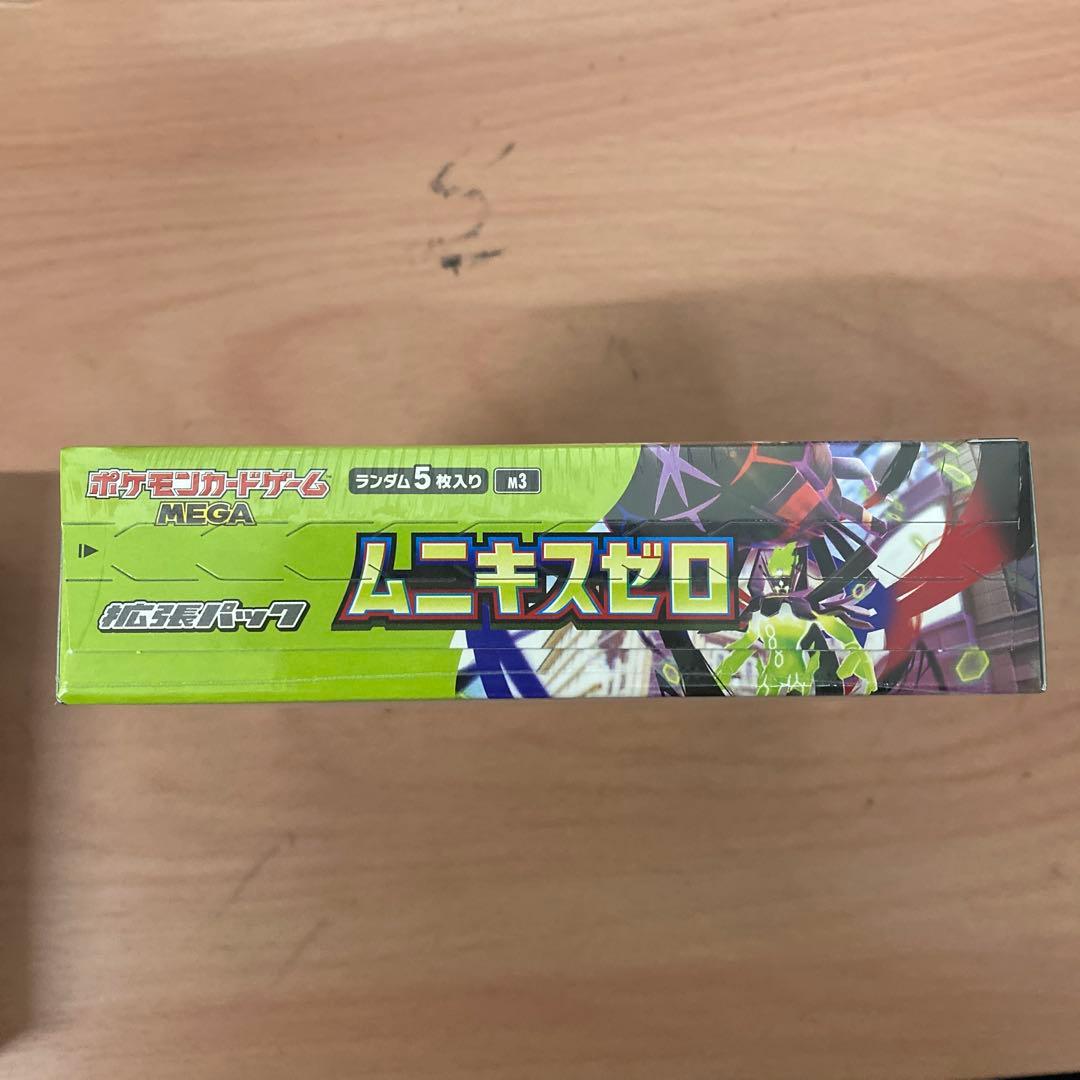 ポケモンカードゲーム
MEGA
ランダム5枚入り M3
ムニキスゼロ
拡張パック